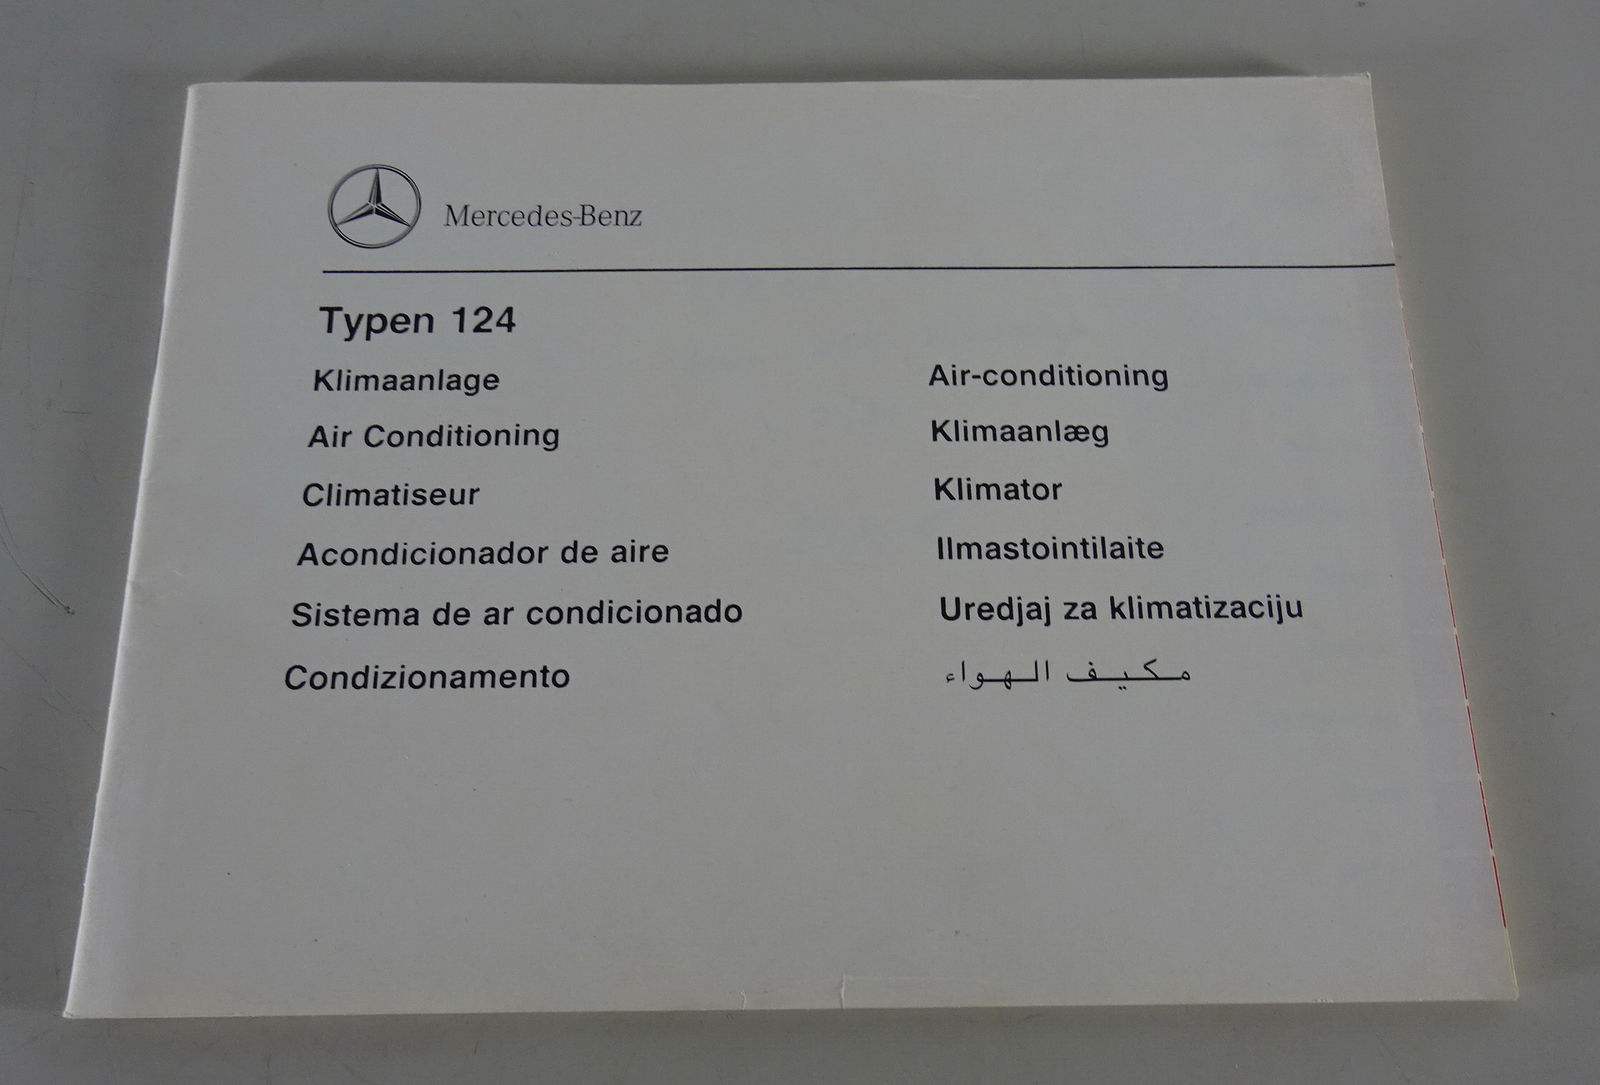 Mercedes-Benz
Typen 124
Klimaanlage
Air Conditioning
Climatiseur
Acondicionador de aire
Sistema de ar condicionado
Condizionamento
Air-conditioning
Klimaanlæg
Klimator
Ilmastointilaite
Uredjaj za klimatizaciju
مكيف الهواء